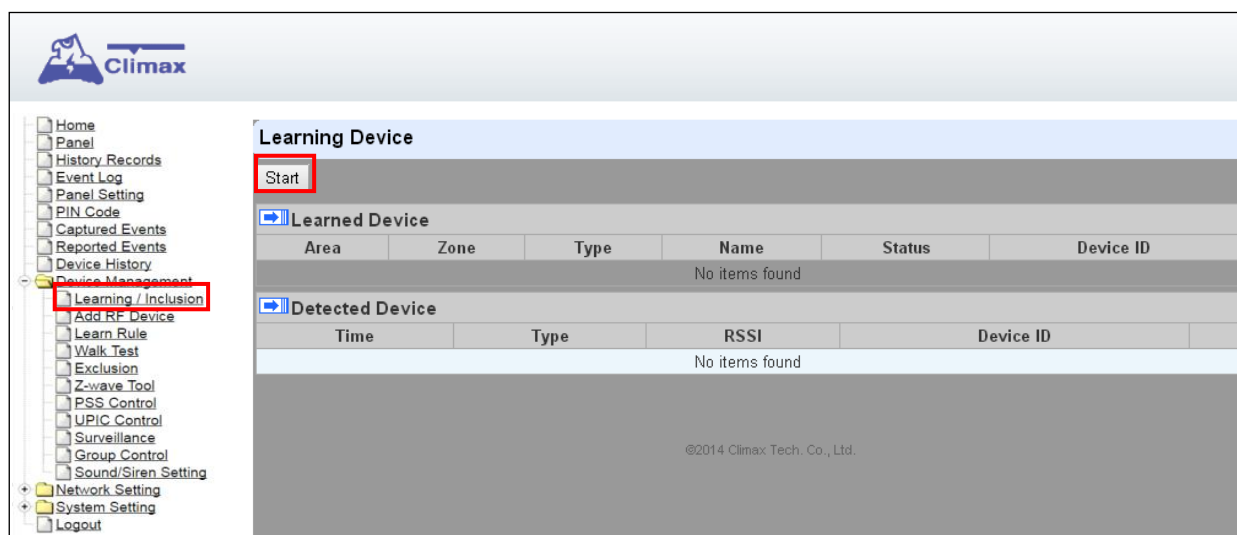 Climax
Home
Panel
History Records
Event Log
Panel Setting
PIN Code
Captured Events
Reported Events
Device History
Device Management
Learning / Inclusion
Add RF Device
Learn Rule
Walk Test
Exclusion
Z-wave Tool
PSS Control
UPIC Control
Surveillance
Group Control
Sound/Siren Setting
Network Setting
System Setting
Logout
Learning Device
Start
Learned Device
Area Zone Type Name Status Device ID
No items found
Detected Device
Time Type RSSI Device ID
No items found
©2014 Climax Tech. Co., Ltd.